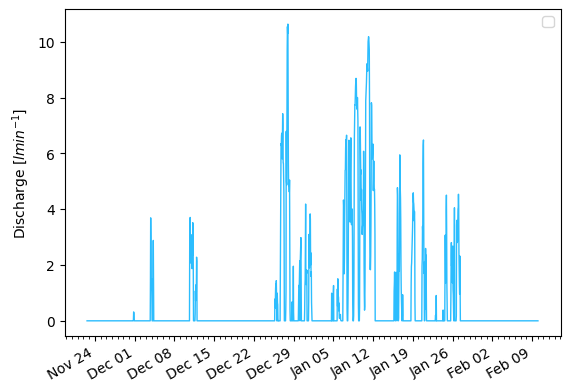 Discharge [lmin⁻¹]
10
8
6
4
2
0
Nov 24
Dec 01
Dec 08
Dec 15
Dec 22
Dec 29
Jan 05
Jan 12
Jan 19
Jan 26
Feb 02
Feb 09